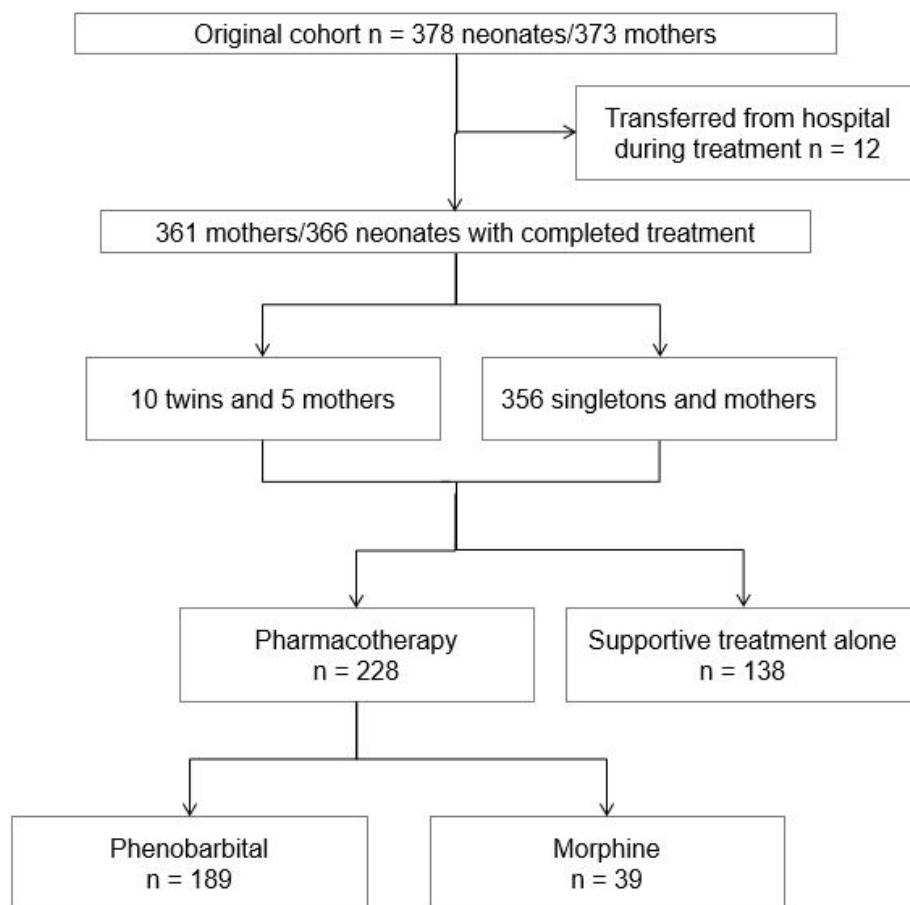 Original cohort n = 378 neonates/373 mothers
Transferred from hospital
during treatment n = 12
361 mothers/366 neonates with completed treatment
10 twins and 5 mothers
356 singletons and mothers
Pharmacotherapy
n = 228
Supportive treatment alone
n = 138
Phenobarbital
n = 189
Morphine
n = 39